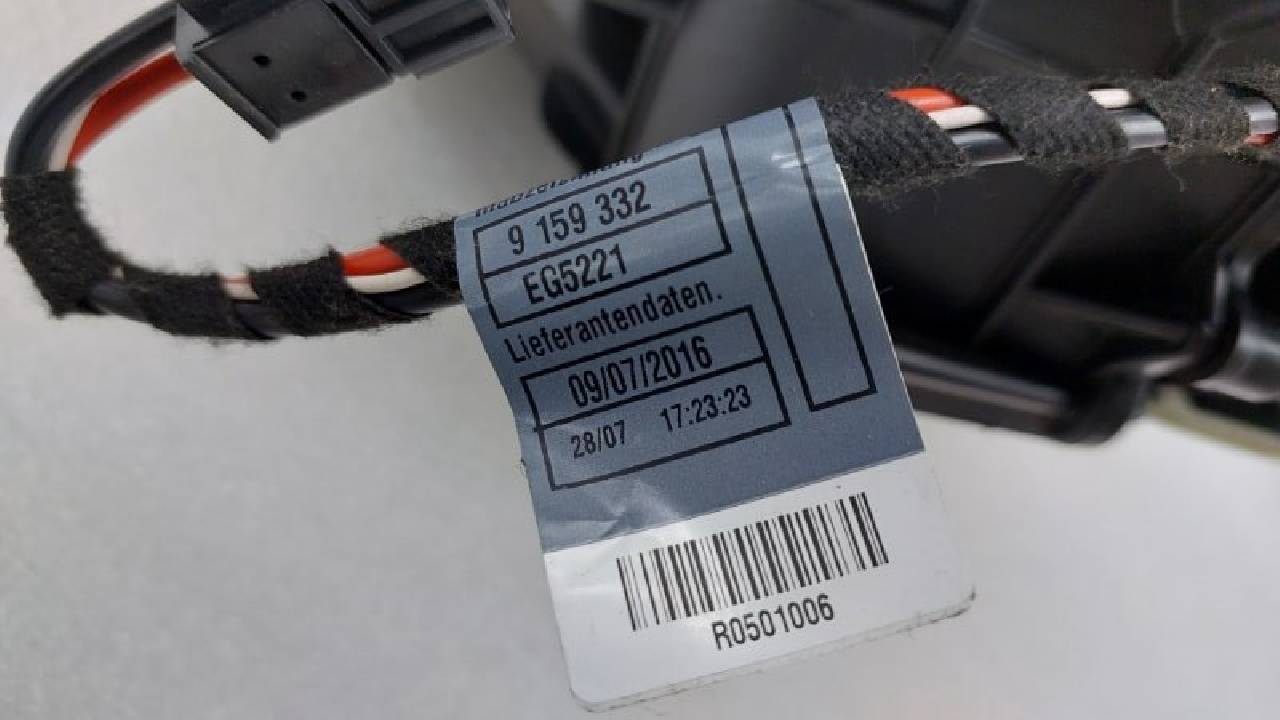 9 159 332
EG5221
Lieferantendaten.
09/07/2016
28/07 17:23:23
R0501006